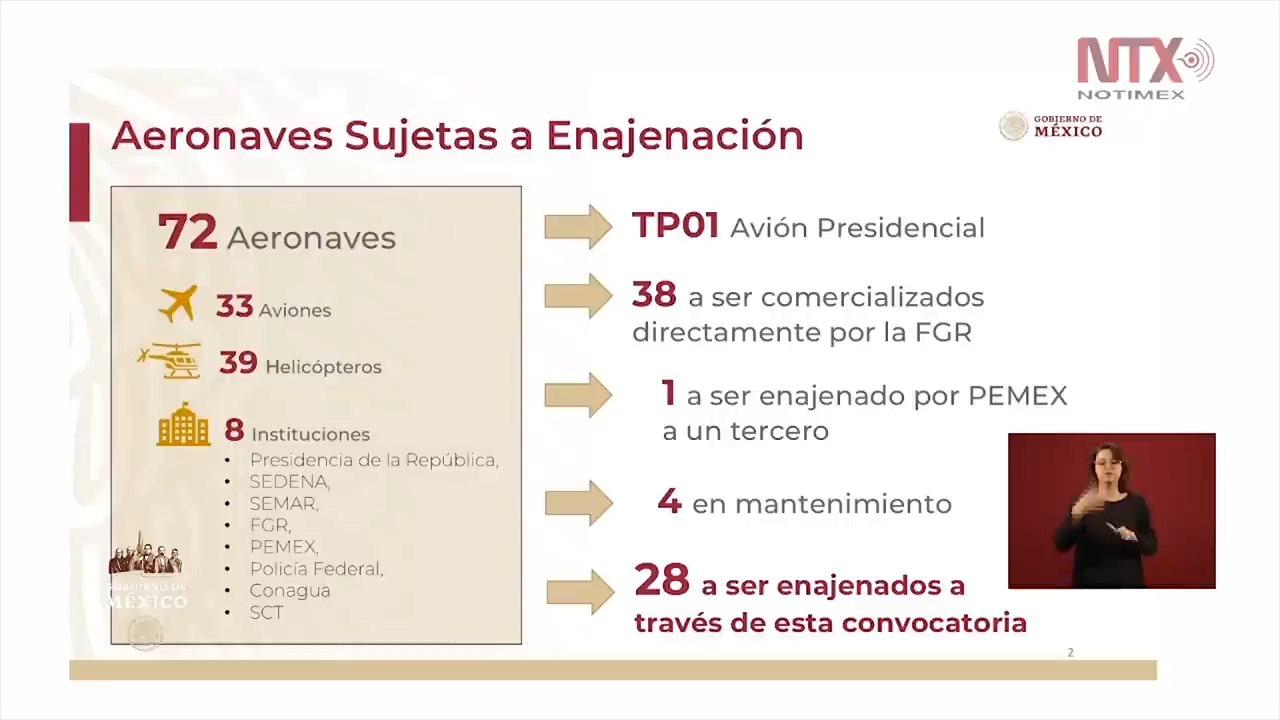 NTX
NOTIMEX
GOBIERNO DE
MÉXICO
Aeronaves Sujetas a Enajenación
72 Aeronaves
33 Aviones
39 Helicópteros
8 Instituciones
• Presidencia de la República,
• SEDENA,
• SEMAR,
• FGR,
• PEMEX,
• Policía Federal,
• Conagua
• SCT
TP01 Avión Presidencial
38 a ser comercializados
directamente por la FGR
1 a ser enajenado por PEMEX
a un tercero
4 en mantenimiento
28 a ser enajenados a
través de esta convocatoria
GOBIERNO DE
MÉXICO
2